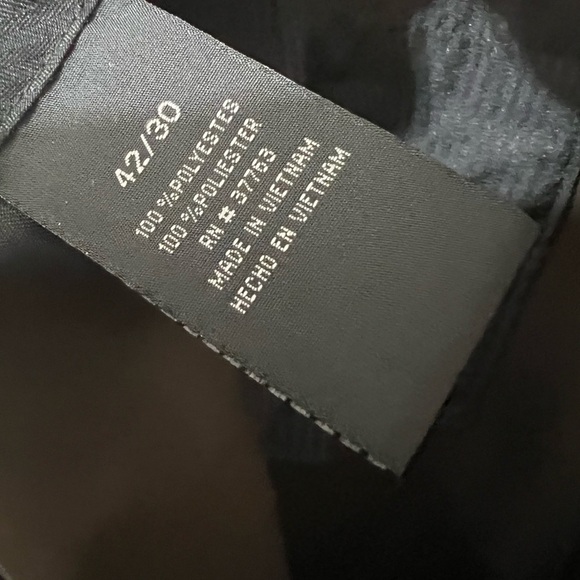 42/30
100 %POLYESTES
100 %POLIESTER
RN # 37763
MADE IN VIETNAM
HECHO EN VIETNAM